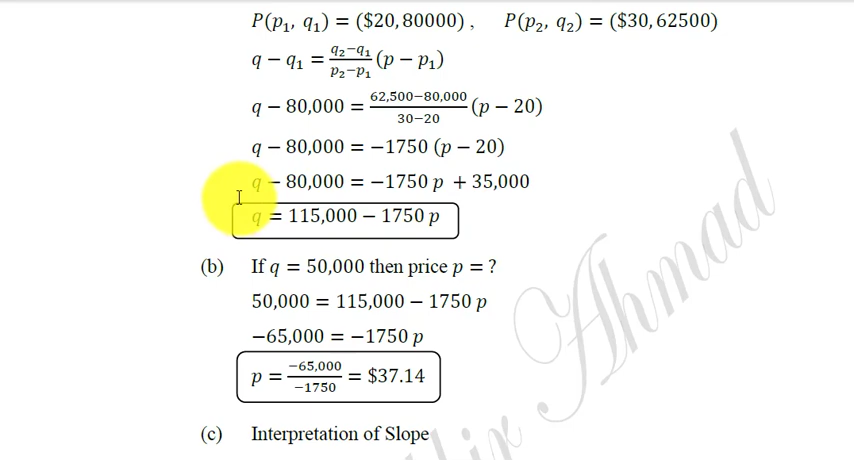 P(p₁, q₁) = ($20, 80000) , P(p₂, q₂) = ($30, 62500)
q − q₁ = (q₂−q₁)/(p₂−p₁) (p − p₁)
q − 80,000 = (62,500−80,000)/(30−20) (p − 20)
q − 80,000 = −1750 (p − 20)
q − 80,000 = −1750 p + 35,000
q = 115,000 − 1750 p
(b) If q = 50,000 then price p = ?
50,000 = 115,000 − 1750 p
−65,000 = −1750 p
p = −65,000/−1750 = $37.14
(c) Interpretation of Slope
Ahmad